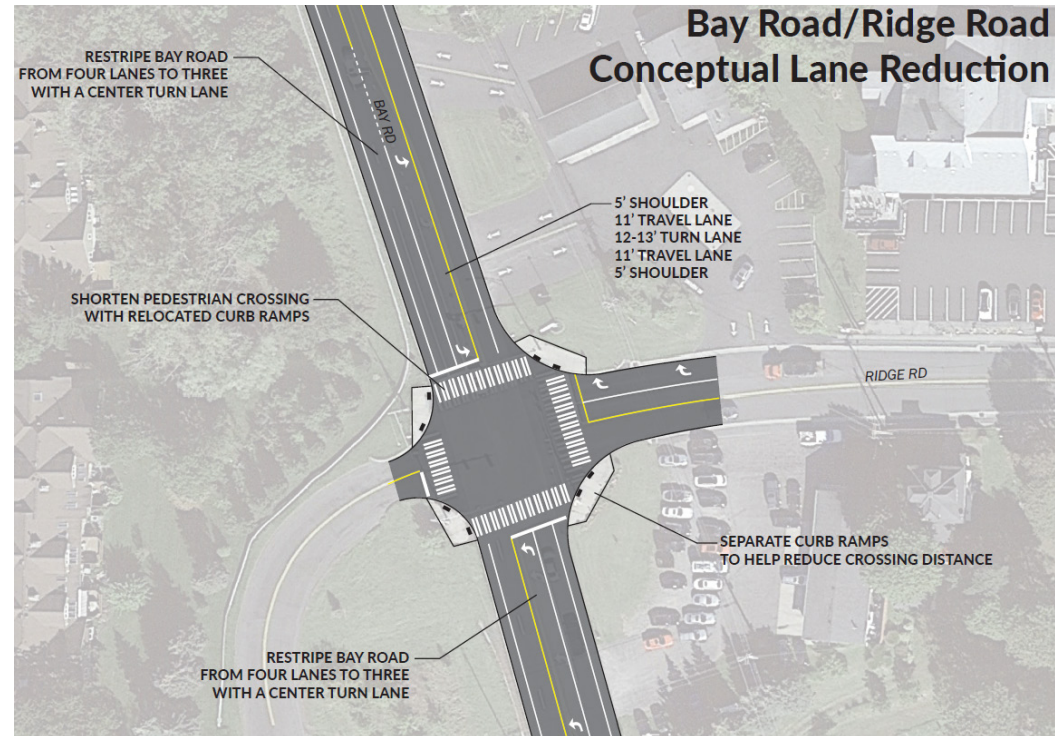 Bay Road/Ridge Road
Conceptual Lane Reduction
RESTRIPE BAY ROAD
FROM FOUR LANES TO THREE
WITH A CENTER TURN LANE
BAY RD
5’ SHOULDER
11’ TRAVEL LANE
12-13’ TURN LANE
11’ TRAVEL LANE
5’ SHOULDER
SHORTEN PEDESTRIAN CROSSING
WITH RELOCATED CURB RAMPS
RIDGE RD
SEPARATE CURB RAMPS
TO HELP REDUCE CROSSING DISTANCE
RESTRIPE BAY ROAD
FROM FOUR LANES TO THREE
WITH A CENTER TURN LANE